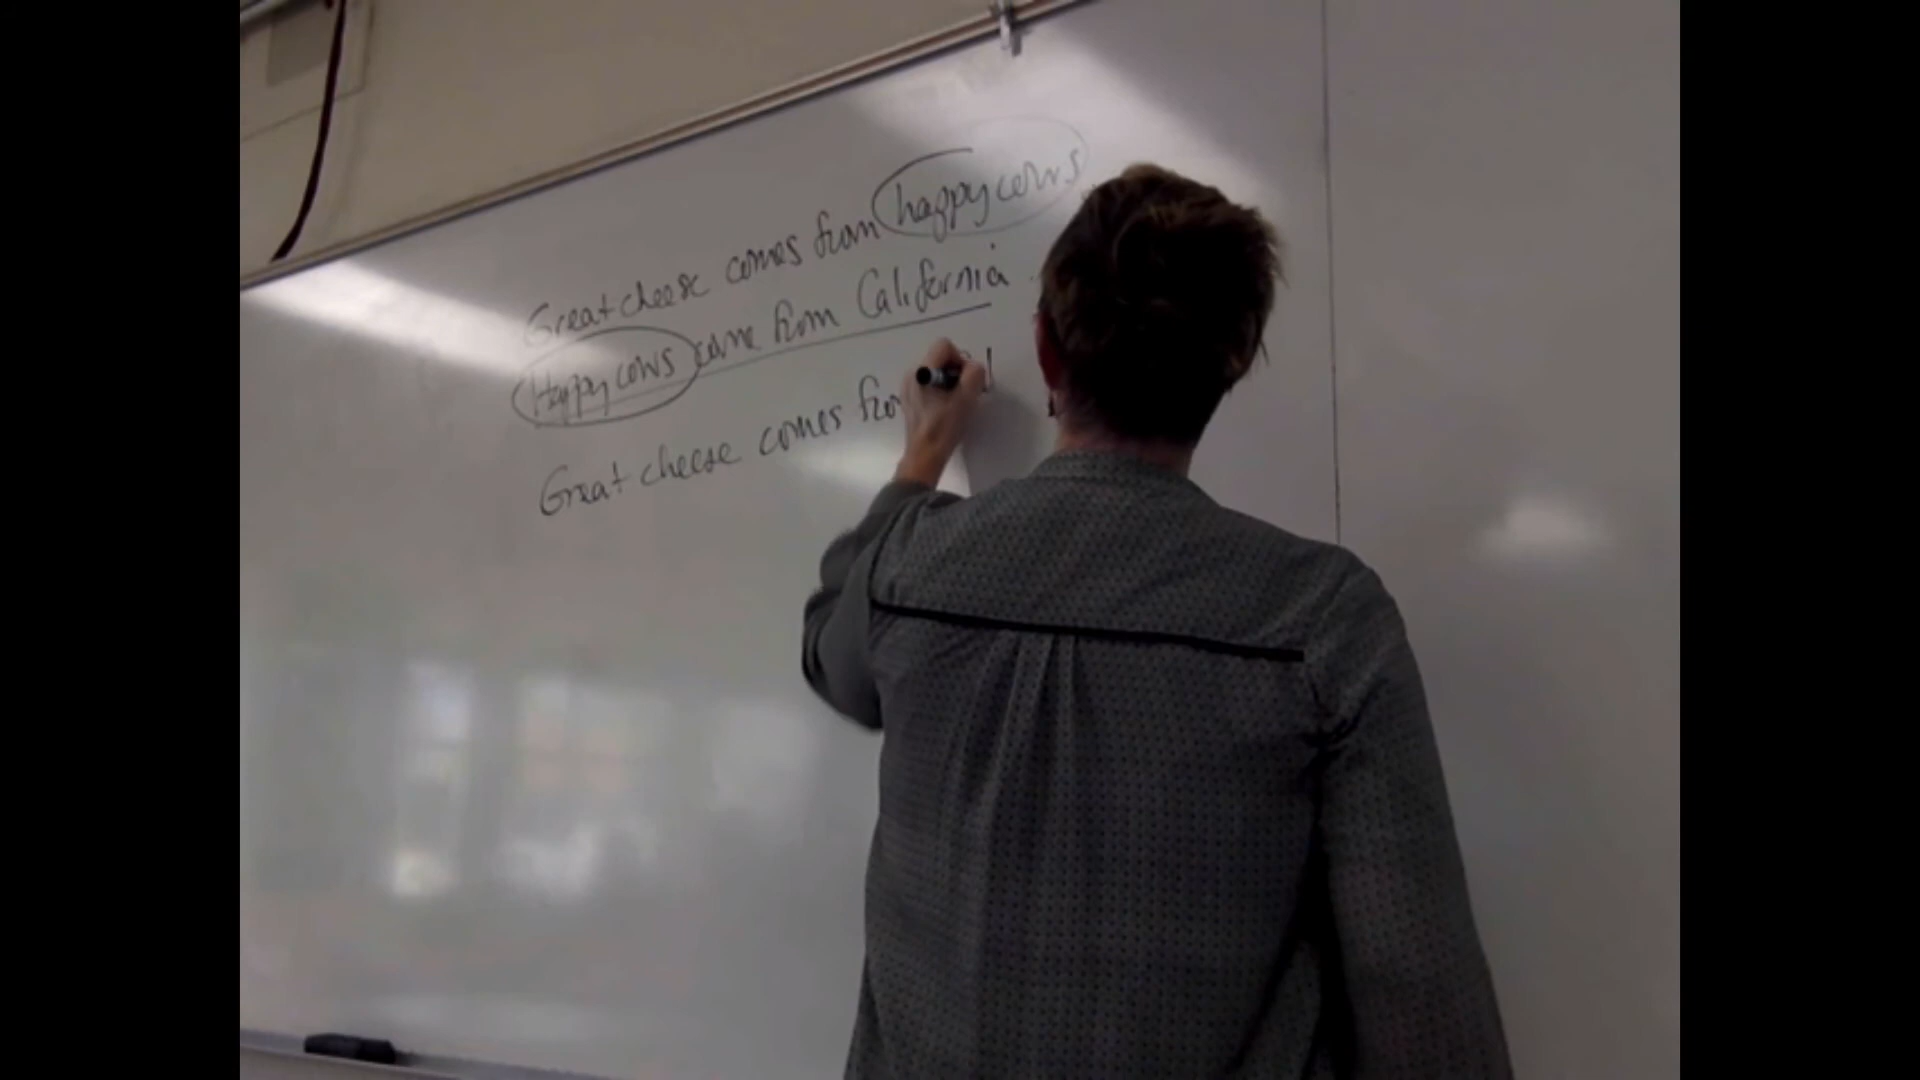 Great cheese comes from happy cows
Happy cows come from California.
Great cheese comes from